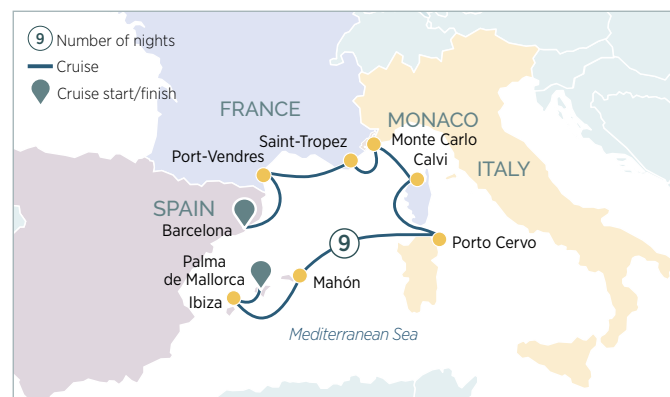 9 Number of nights
Cruise
Cruise start/finish
FRANCE
MONACO
Saint-Tropez
Monte Carlo
Port-Vendres
Calvi
ITALY
SPAIN
Barcelona
9
Porto Cervo
Palma
de Mallorca
Mahón
Ibiza
Mediterranean Sea